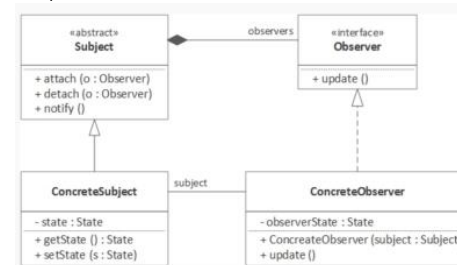 «abstract»
Subject
+ attach (o : Observer)
+ detach (o : Observer)
+ notify ()
observers
«interface»
Observer
+ update ()
ConcreteSubject
- state : State
+ getState () : State
+ setState (s : State)
subject
ConcreteObserver
- observerState : State
+ ConcreateObserver (subject : Subject
+ update ()